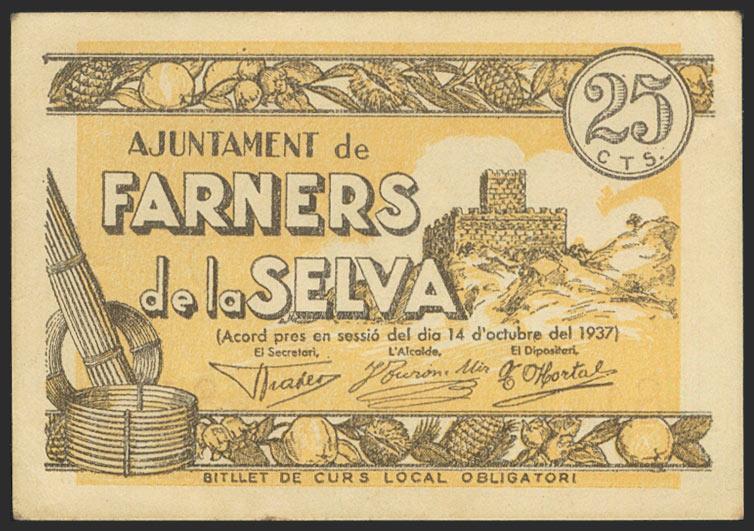 25
CTS.
AJUNTAMENT de
FARNERS
de la SELVA
(Acord pres en sessió del dia 14 d'octubre del 1937)
El Secretari, L'Alcalde, El Dipositari,
BITLLET DE CURS LOCAL OBLIGATORI